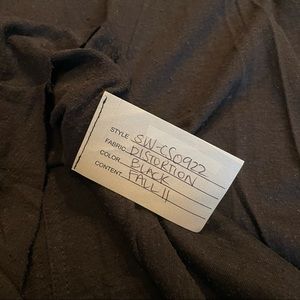 STYLE SW-CS0922
FABRIC DISTORTION
COLOR BLACK
CONTENT FALL 11